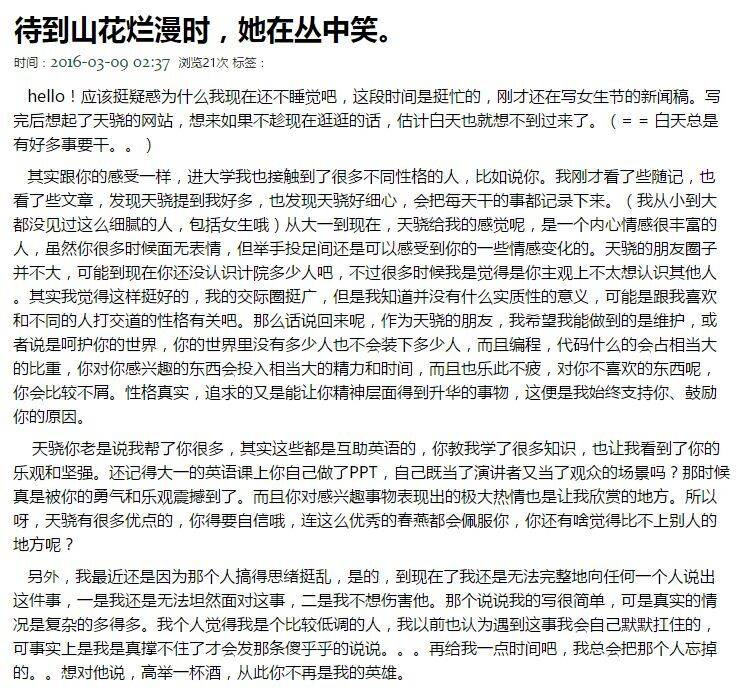 待到山花烂漫时，她在丛中笑。
时间：2016-03-09 02:37 浏览21次 标签：
hello！应该挺疑惑为什么我现在还不睡觉吧，这段时间是挺忙的，刚才还在写女生节的新闻稿。写
完后想起了天骁的网站，想来如果不趁现在逛逛的话，估计白天也就想不到过来了。（= = 白天总是
有好多事要干。。）
其实跟你的感受一样，进大学我也接触到了很多不同性格的人，比如说你。我刚才看了些随记，也
看了些文章，发现天骁提到我好多，也发现天骁好细心，会把每天干的事都记录下来。（我从小到大
都没见过这么细腻的人，包括女生哦）从大一到现在，天骁给我的感觉呢，是一个内心情感很丰富的
人，虽然你很多时候面无表情，但举手投足间还是可以感受到你的一些情感变化的。天骁的朋友圈子
并不大，可能到现在你还没认识计院多少人吧，不过很多时候我是觉得是你主观上不太想认识其他人
。其实我觉得这样挺好的，我的交际圈挺广，但是我知道并没有什么实质性的意义，可能是跟我喜欢
和不同的人打交道的性格有关吧。那么话说回来呢，作为天骁的朋友，我希望我能做到的是维护，或
者说是呵护你的世界，你的世界里没有多少人也不会装下多少人，而且编程，代码什么的会占相当大
的比重，你对你感兴趣的东西会投入相当大的精力和时间，而且也乐此不疲，对你不喜欢的东西呢，
你会比较不屑。性格真实，追求的又是能让你精神层面得到升华的事物，这便是我始终支持你、鼓励
你的原因。
天骁你老是说我帮了你很多，其实这些都是互助英语的，你教我学了很多知识，也让我看到了你的
乐观和坚强。还记得大一的英语课上你自己做了PPT，自己既当了演讲者又当了观众的场景吗？那时候
真是被你的勇气和乐观震撼到了。而且你对感兴趣事物表现出的极大热情也是让我欣赏的地方。所以
呀，天骁有很多优点的，你得要自信哦，连这么优秀的春燕都会佩服你，你还有啥觉得比不上别人的
地方呢？
另外，我最近还是因为那个人搞得思绪挺乱，是的，到现在了我还是无法完整地向任何一个人说出
这件事，一是我还是无法坦然面对这事，二是我不想伤害他。那个说说我的写很简单，可是真实的情
况是复杂的多得多。我个人觉得我是个比较低调的人，我以前也认为遇到这事我会自己默默扛住的，
可事实上是我是真撑不住了才会发那条傻乎乎的说说。。。再给我一点时间吧，我总会把那个人忘掉
的。。想对他说，高举一杯酒，从此你不再是我的英雄。